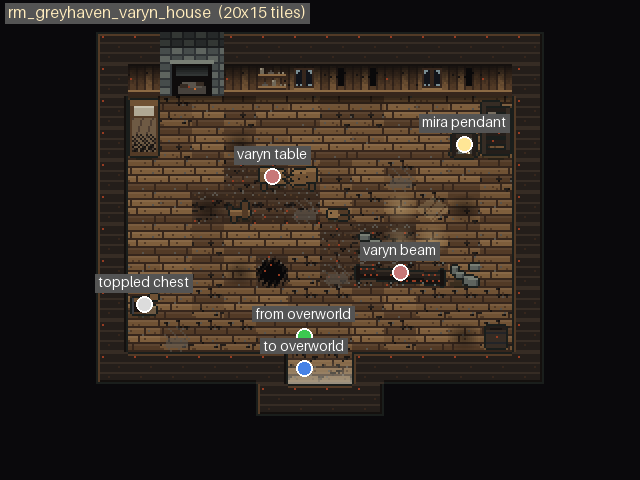 rm_greyhaven_varyn_house (20x15 tiles)
mira pendant
varyn table
varyn beam
toppled chest
from overworld
to overworld